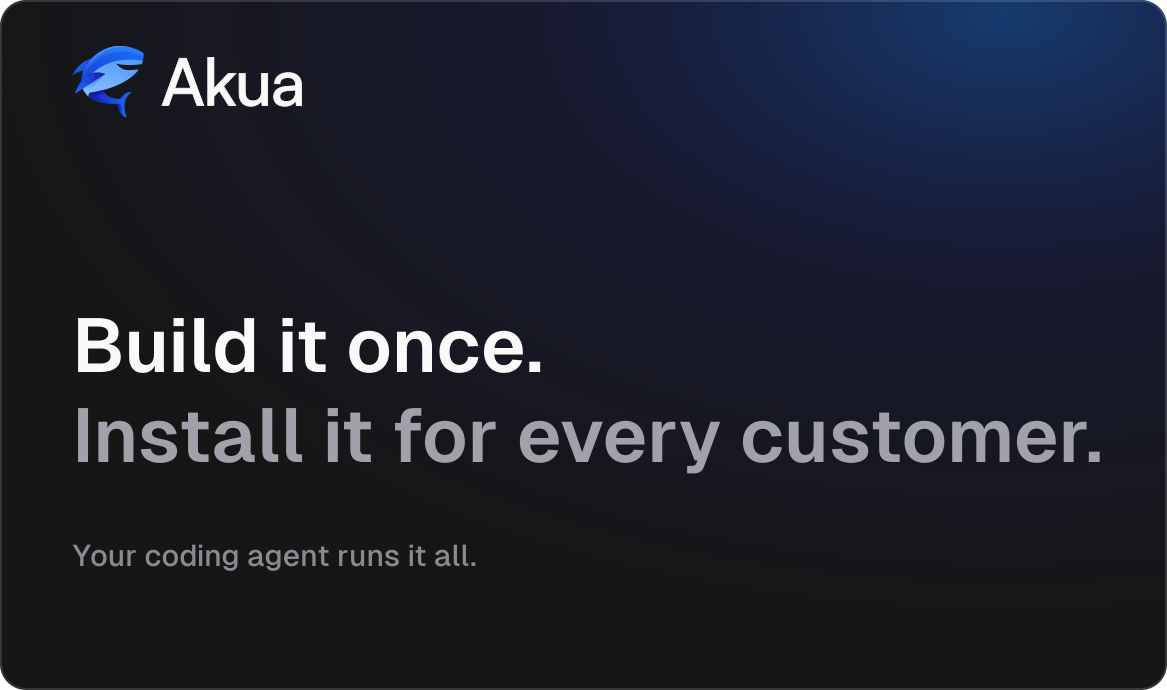 Akua
Build it once.
Install it for every customer.
Your coding agent runs it all.